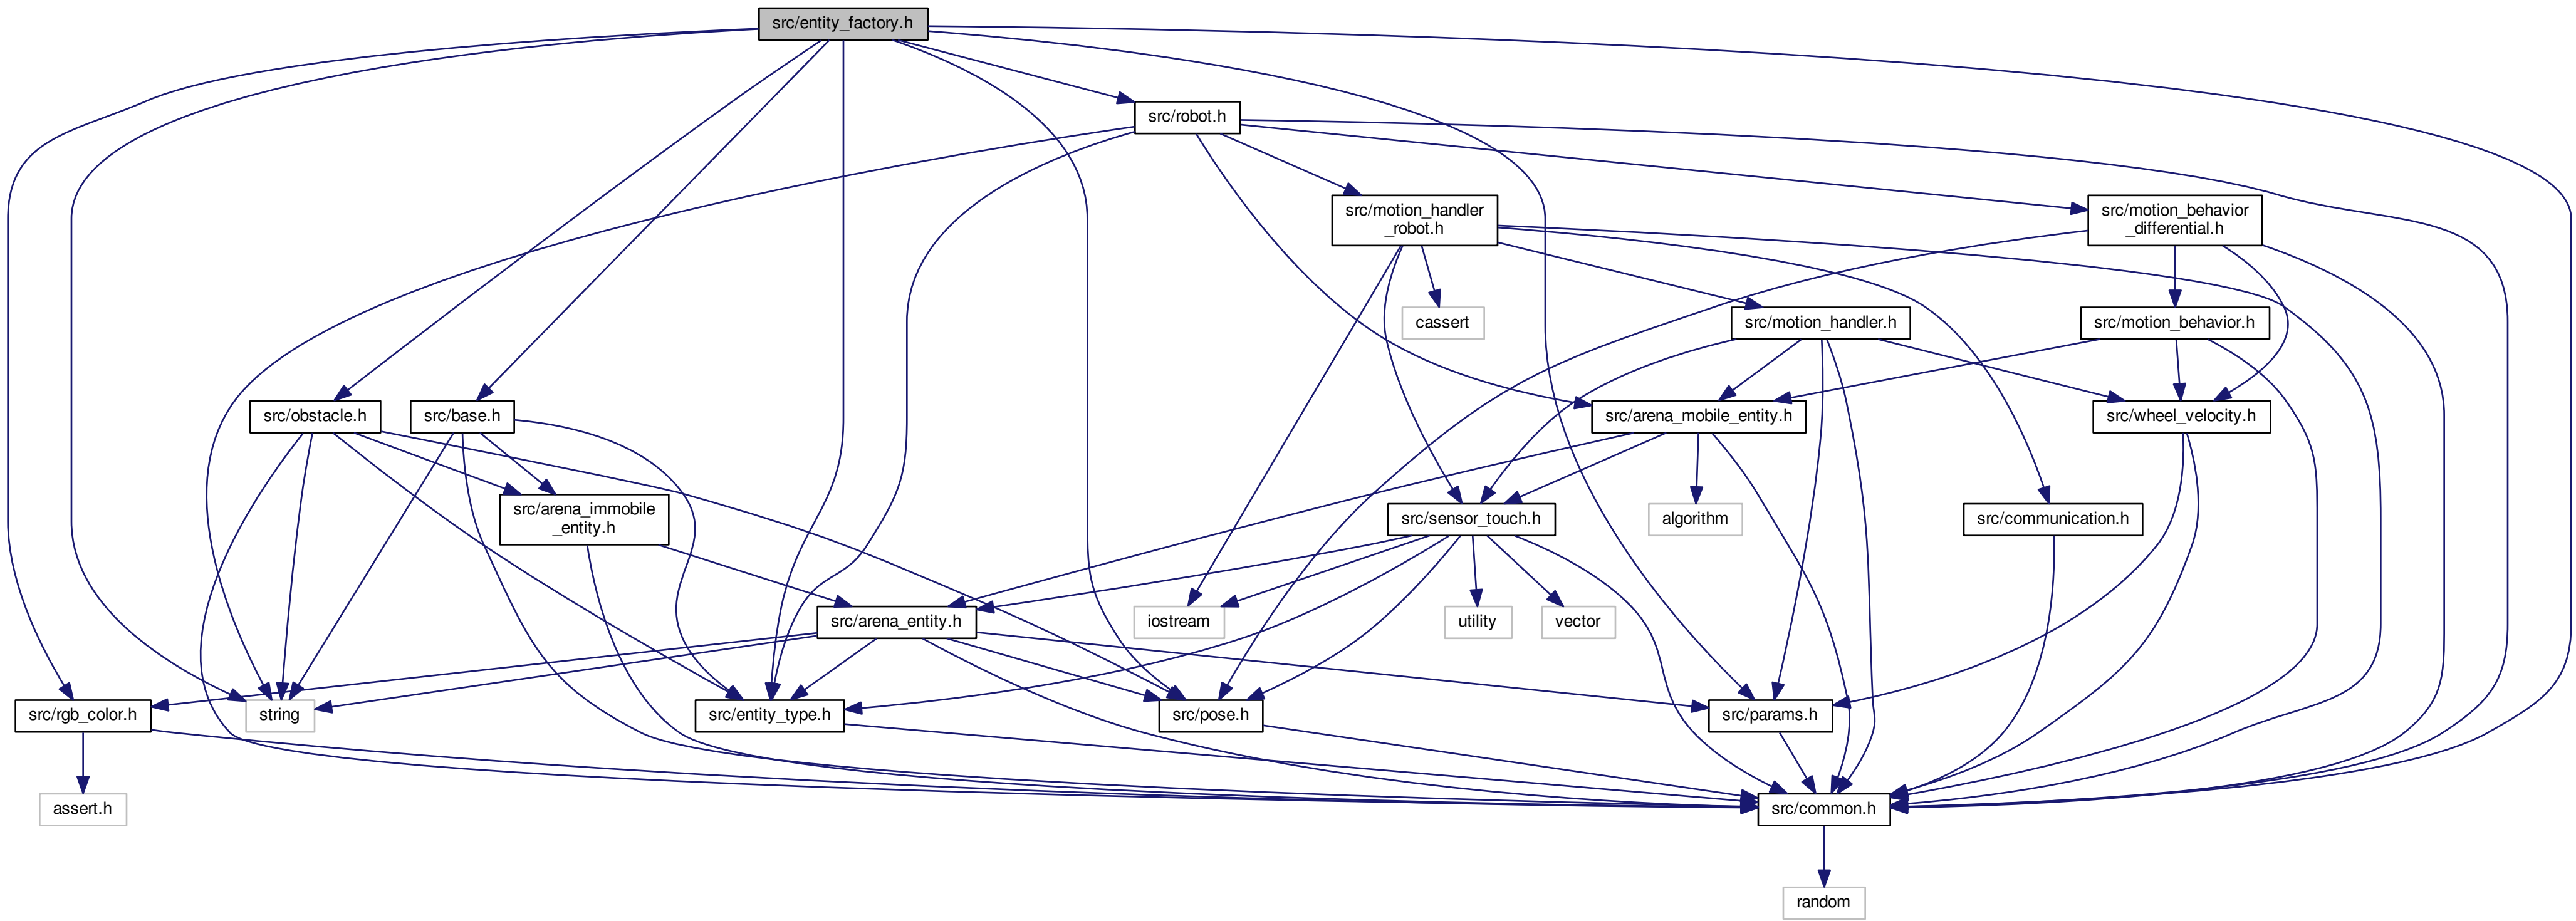 src/entity_factory.h
src/robot.h
src/motion_handler
_robot.h
src/motion_behavior
_differential.h
cassert
src/motion_handler.h
src/motion_behavior.h
src/obstacle.h
src/base.h
src/arena_mobile_entity.h
src/wheel_velocity.h
src/arena_immobile
_entity.h
src/sensor_touch.h
algorithm
src/communication.h
src/arena_entity.h
iostream
utility
vector
src/rgb_color.h
string
src/entity_type.h
src/pose.h
src/params.h
assert.h
src/common.h
random